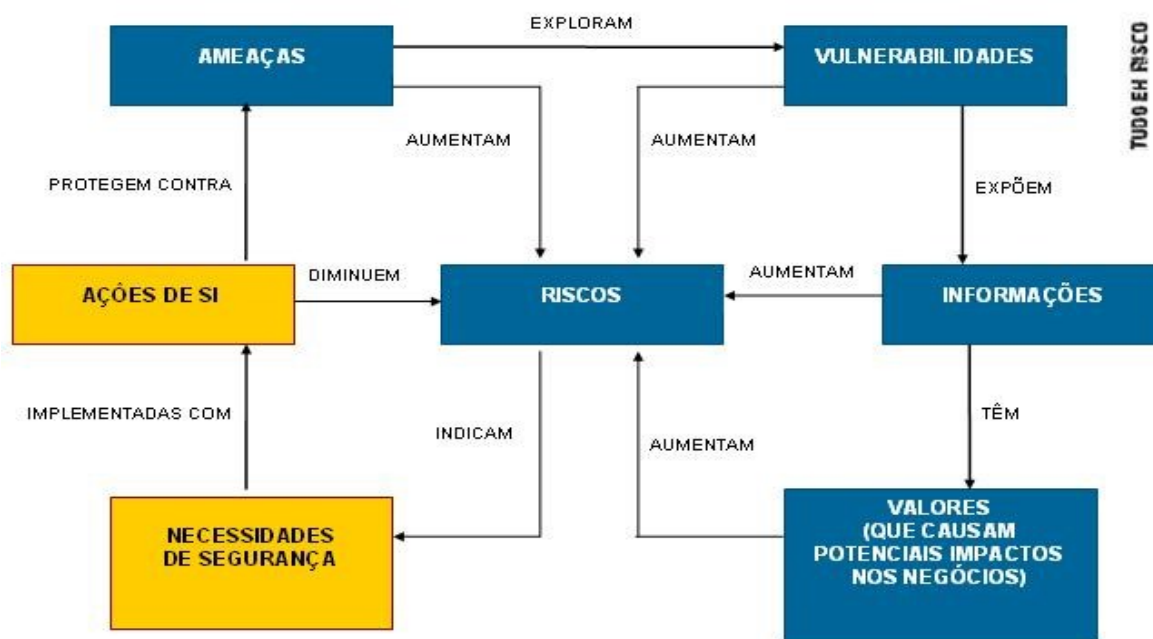 EXPLORAM
AMEAÇAS
VULNERABILIDADES
TUDO EH RISCO
AUMENTAM
AUMENTAM
PROTEGEM CONTRA
EXPÕEM
AÇÕES DE SI
DIMINUEM
RISCOS
AUMENTAM
INFORMAÇÕES
IMPLEMENTADAS COM
INDICAM
AUMENTAM
TÊM
NECESSIDADES
DE SEGURANÇA
VALORES
(QUE CAUSAM
POTENCIAIS IMPACTOS
NOS NEGÓCIOS)